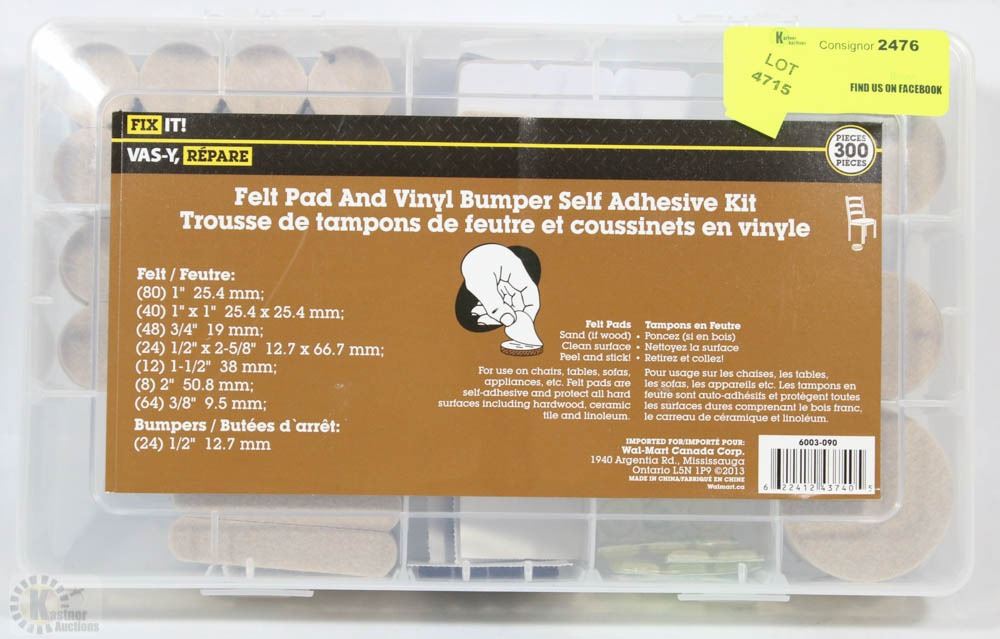 Kastner Auctions
Consignor 2476
LOT
4715
FIND US ON FACEBOOK
FIX IT!
VAS-Y, RÉPARE
PIECES
300
PIÈCES
Felt Pad And Vinyl Bumper Self Adhesive Kit
Trousse de tampons de feutre et coussinets en vinyle
Felt / Feutre:
(80) 1" 25.4 mm;
(40) 1" x 1" 25.4 x 25.4 mm;
(48) 3/4" 19 mm;
(24) 1/2" x 2-5/8" 12.7 x 66.7 mm;
(12) 1-1/2" 38 mm;
(8) 2" 50.8 mm;
(64) 3/8" 9.5 mm;
Bumpers / Butées d`arrêt:
(24) 1/2" 12.7 mm
Felt Pads
Sand (if wood) •
Clean surface •
Peel and stick! •
For use on chairs, tables, sofas,
appliances, etc. Felt pads are
self-adhesive and protect all hard
surfaces including hardwood, ceramic
tile and linoleum.
Tampons en Feutre
Poncez (si en bois)
Nettoyez la surface
Retirez et collez!
Pour usage sur les chaises, les tables,
les sofas, les appareils etc. Les tampons en
feutre sont auto-adhésifs et protégent toutes
les surfaces dures comprenant le bois franc,
le carreau de céramique et linoléum.
IMPORTED FOR/IMPORTÉ POUR:
Wal-Mart Canada Corp.
1940 Argentia Rd., Mississauga
Ontario L5N 1P9 ©2013
MADE IN CHINA/FABRIQUÉ EN CHINE
Walmart.ca
6003-090
6 22412 43740 5
Kastner
Auctions